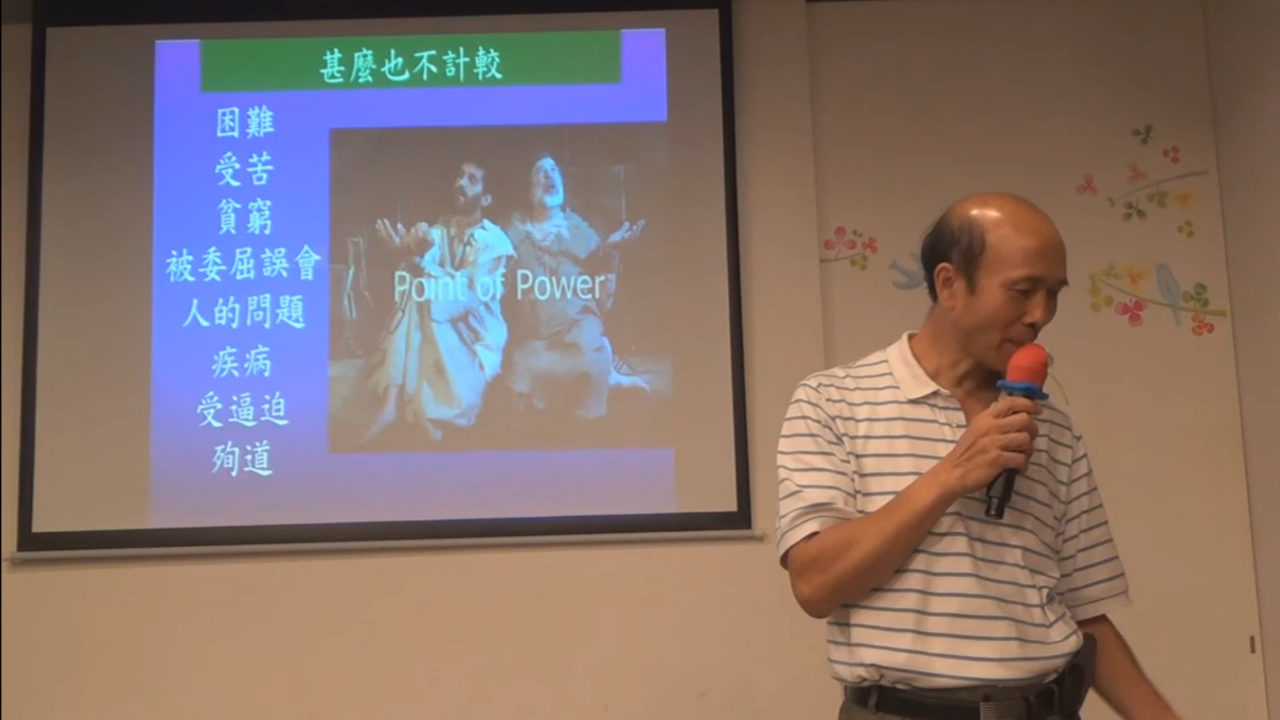 甚麼也不計較
困難
受苦
貧窮
被委屈誤會
人的問題
疾病
受逼迫
殉道
Point of Power